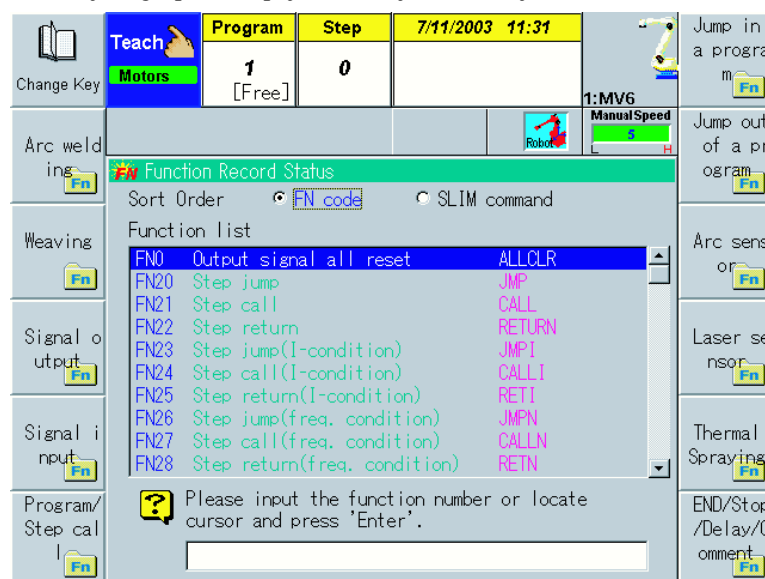 Change Key
Teach
Motors
Program
1
[Free]
Step
0
7/11/2003 11:31
1:MV6
Robot
Manual Speed
5
L H
Arc weld
ing
Fn
Weaving
Fn
Signal o
utput
Fn
Signal i
nput
Fn
Program/
Step cal
l
Fn
FN Function Record Status
Sort Order FN code SLIM command
Function list
FN0 Output signal all reset ALLCLR
FN20 Step jump JMP
FN21 Step call CALL
FN22 Step return RETURN
FN23 Step jump(I-condition) JMPI
FN24 Step call(I-condition) CALLI
FN25 Step return(I-condition) RETI
FN26 Step jump(freq. condition) JMPN
FN27 Step call(freq. condition) CALLN
FN28 Step return(freq. condition) RETN
Please input the function number or locate
cursor and press 'Enter'.
Jump in
a progra
m
Fn
Jump out
of a pr
ogram
Fn
Arc sens
or
Fn
Laser se
nsor
Fn
Thermal
Spraying
Fn
END/Stop
/Delay/C
omment
Fn